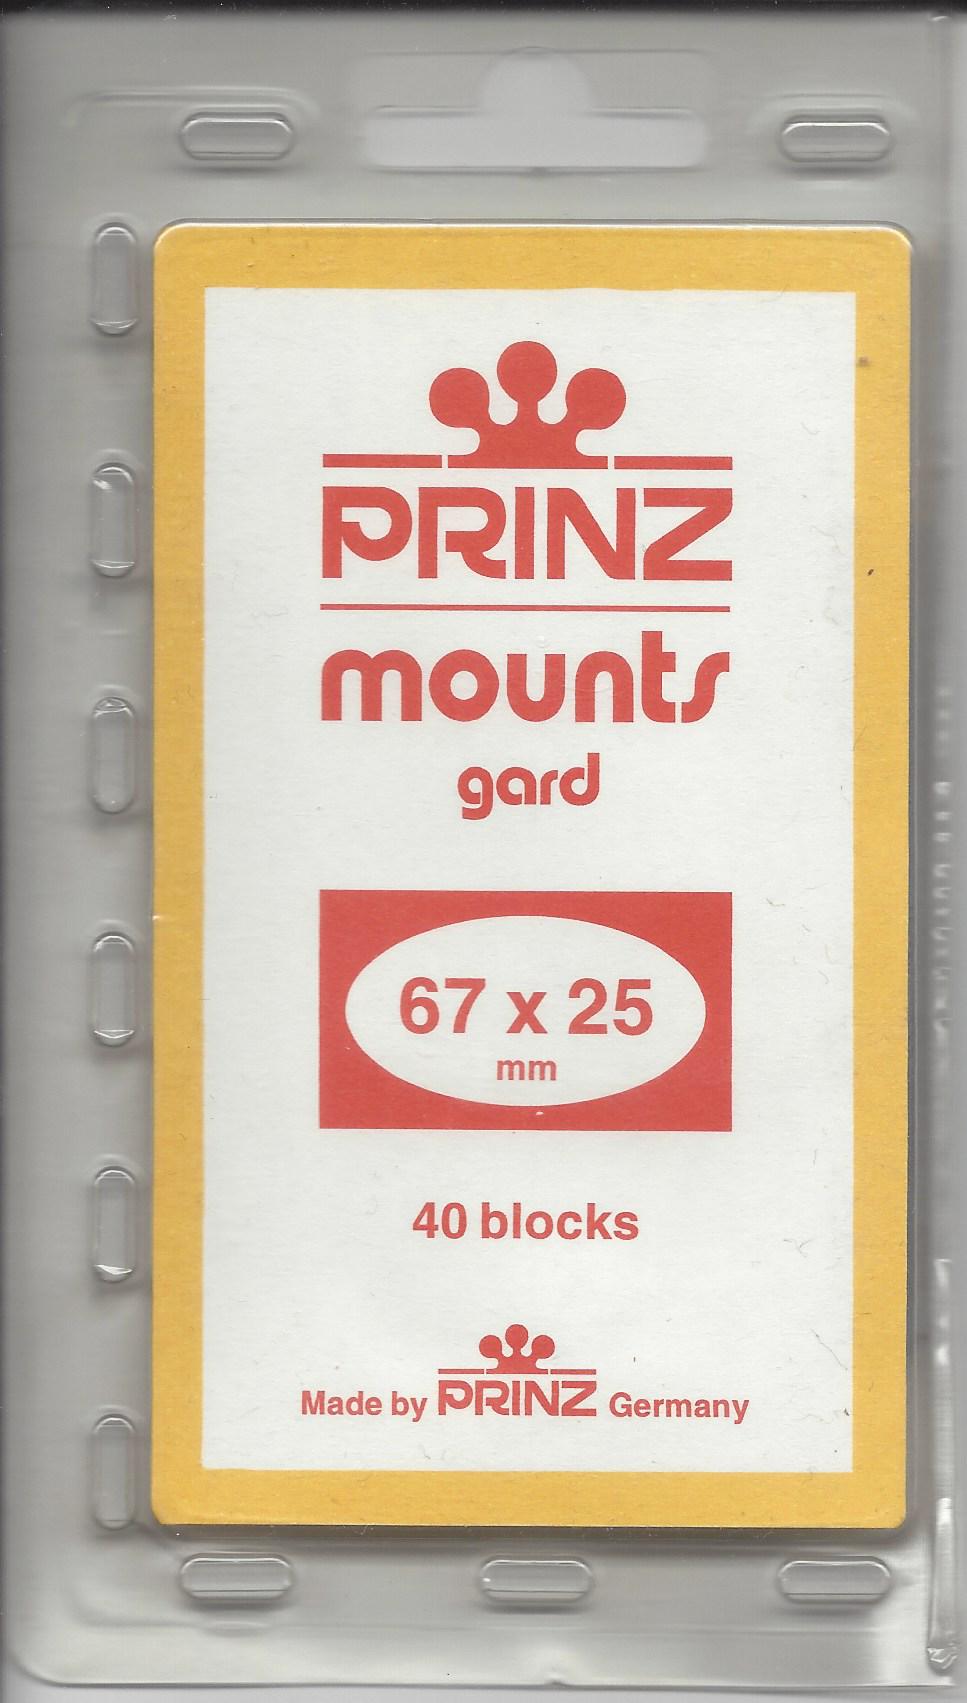 PRINZ
mounts
gard
67 x 25
mm
40 blocks
Made by PRINZ Germany